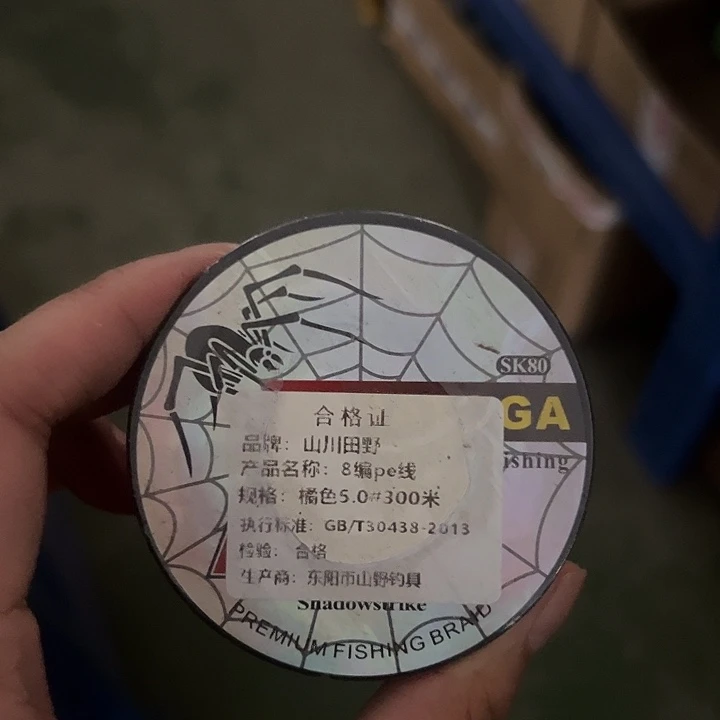 SK80
GA
ishing
合格证
品牌：山川田野
产品名称：8编pe线
规格：橘色5.0#300米
执行标准：GB/T30438-2013
检验：合格
生产商：东阳市山野钓具
Shadowstrike
PREMIUM FISHING BRAID